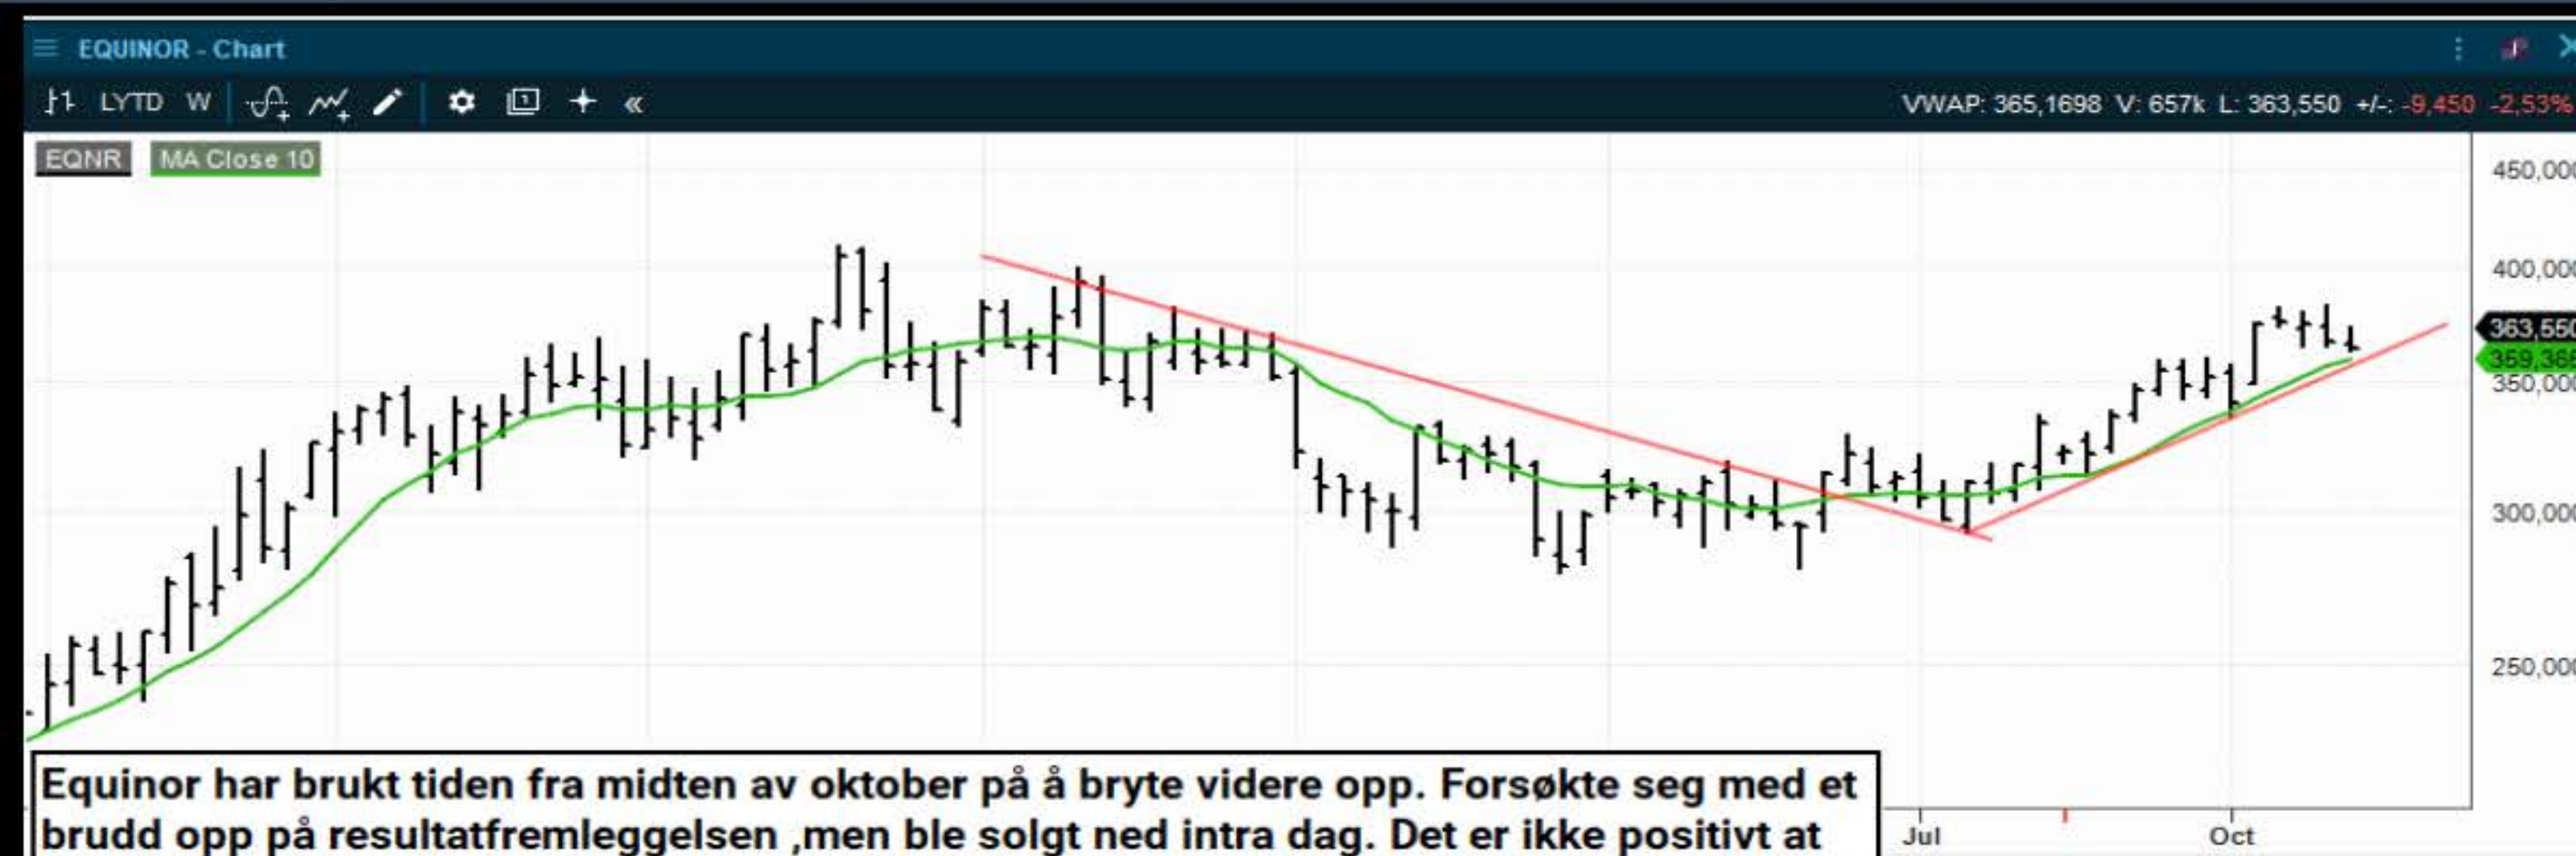 EQUINOR - Chart
LYTD W VWAP: 365,1698 V: 657k L: 363,550 +/-: -9,450 -2,53%
EQNR MA Close 10
450,000
400,000
363,550
359,365
350,000
300,000
250,000
Equinor har brukt tiden fra midten av oktober på å bryte videre opp. Forsøkte seg med et
brudd opp på resultatfremleggelsen ,men ble solgt ned intra dag. Det er ikke positivt at
Jul Oct